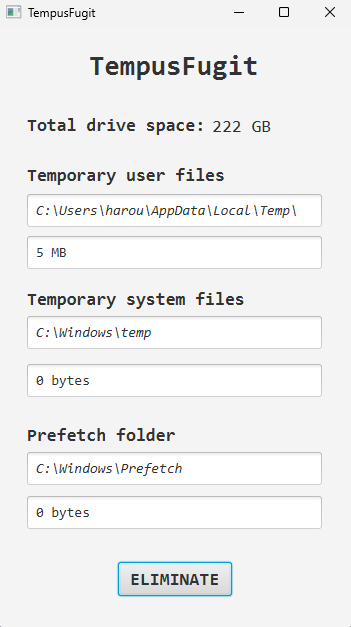 TempusFugit
TempusFugit
Total drive space: 222 GB
Temporary user files
C:\Users\harou\AppData\Local\Temp\
5 MB
Temporary system files
C:\Windows\temp
0 bytes
Prefetch folder
C:\Windows\Prefetch
0 bytes
ELIMINATE